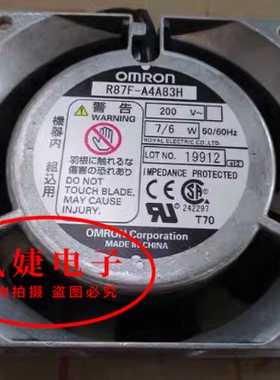 OMRON
R87F-A4A83H
機器内
組込用
警告
WARNING
羽根に触れるな
傷害の恐れあり
DO NOT
TOUCH BLADE.
MAY CAUSE
INJURY.
200 V~
7/6 W 50/60Hz
ROYAL ELECTRIC CO.,LTD.
LOT NO. 19912
IMPEDANCE PROTECTED
242297
T70
OMRON Corporation
MADE IN CHINA
婕 电子
拍摄 盗图必究